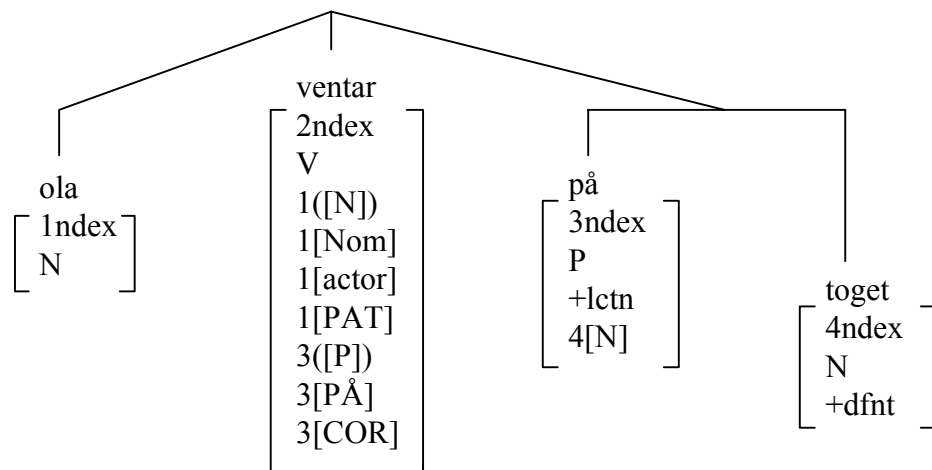 ola
1ndex
N
ventar
2ndex
V
1([N])
1[Nom]
1[actor]
1[PAT]
3([P])
3[PÅ]
3[COR]
på
3ndex
P
+lctn
4[N]
toget
4ndex
N
+dfnt